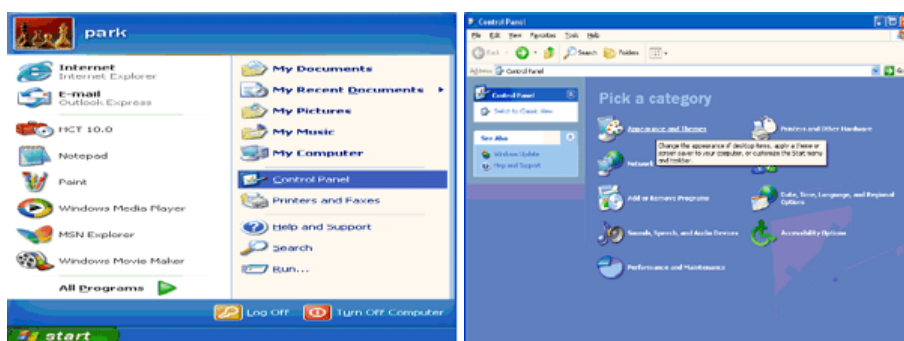 park
Internet
Internet Explorer
E-mail
Outlook Express
HCT 10.0
Notepad
Paint
Windows Media Player
MSN Explorer
Windows Movie Maker
All Programs
My Documents
My Recent Documents
My Pictures
My Music
My Computer
Control Panel
Printers and Faxes
Help and Support
Search
Run...
Log Off
Turn Off Computer
start
Control Panel
File Edit View Favorites Tools Help
Back
Search
Folders
Address
Control Panel
Go
Control Panel
Switch to Classic View
See Also
Windows Update
Help and Support
Pick a category
Appearance and Themes
Printers and Other Hardware
Change the appearance of desktop items, apply a theme or
screen saver to your computer, or customize the Start menu
and taskbar.
Network
Add or Remove Programs
Date, Time, Language, and Regional
Options
Sounds, Speech, and Audio Devices
Accessibility Options
Performance and Maintenance